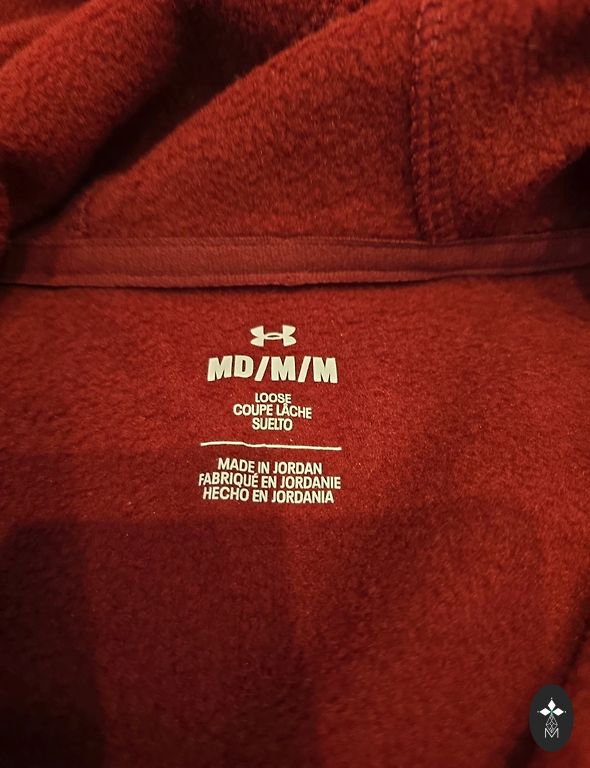 MD/M/M
LOOSE
COUPE LÂCHE
SUELTO
MADE IN JORDAN
FABRIQUÉ EN JORDANIE
HECHO EN JORDANIA
M